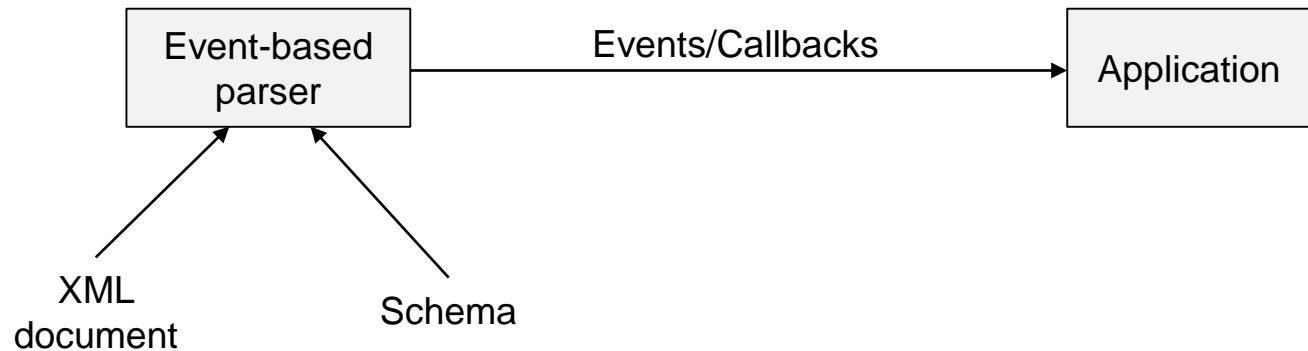 Event-based
parser
Events/Callbacks
Application
XML
document
Schema